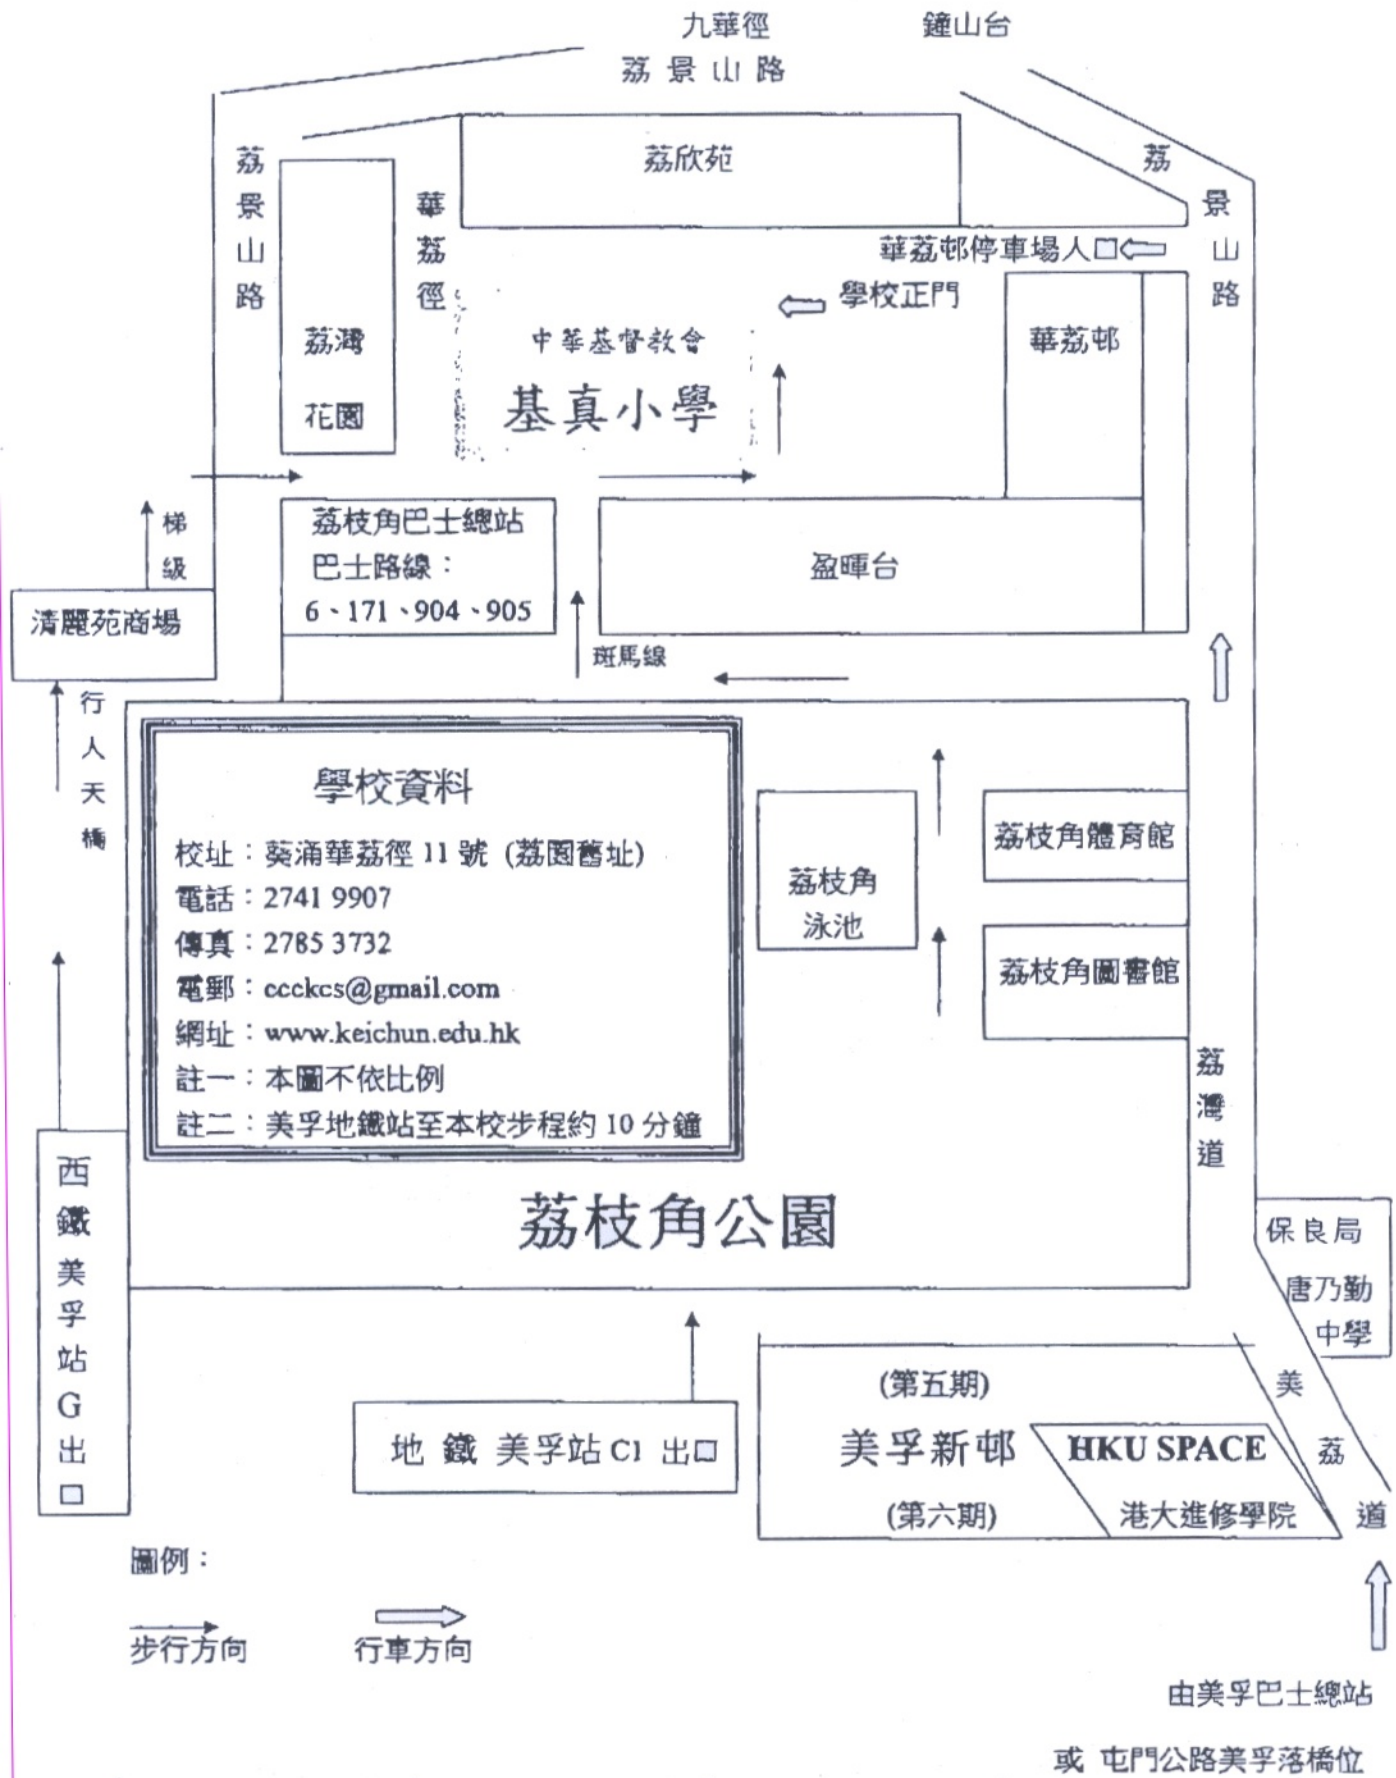 九華徑
鐘山台
荔景山路
荔景山路
荔灣
花園
華荔徑
荔欣苑
荔景山路
華荔邨停車場入口
學校正門
中華基督教會
基真小學
華荔邨
梯級
荔枝角巴士總站
巴士路線：
6、171、904、905
盈暉台
清麗苑商場
斑馬線
行人天橋
學校資料
校址：葵涌華荔徑 11 號 (荔園舊址)
電話：2741 9907
傳真：2785 3732
電郵：ccckcs@gmail.com
網址：www.keichun.edu.hk
註一：本圖不依比例
註二：美孚地鐵站至本校步程約 10 分鐘
荔枝角
泳池
荔枝角體育館
荔枝角圖書館
荔灣道
荔枝角公園
西鐵美孚站G出口
保良局
唐乃勤
中學
地 鐵 美孚站 C1 出口
(第五期)
美孚新邨
(第六期)
HKU SPACE
港大進修學院
美荔道
圖例：
步行方向
行車方向
由美孚巴士總站
或 屯門公路美孚落橋位